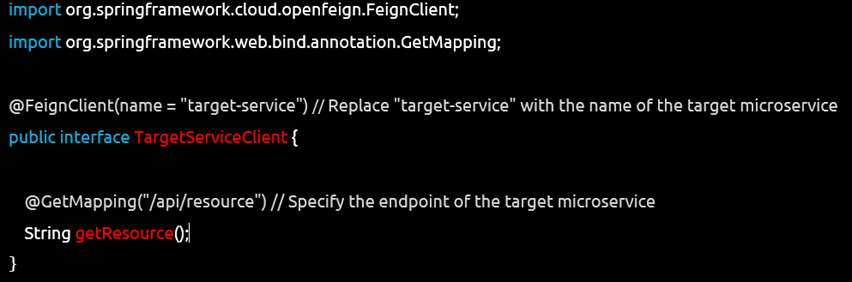 import org.springframework.cloud.openfeign.FeignClient;
import org.springframework.web.bind.annotation.GetMapping;
@FeignClient(name = "target-service") // Replace "target-service" with the name of the target microservice
public interface TargetServiceClient {
@GetMapping("/api/resource") // Specify the endpoint of the target microservice
String getResource();
}